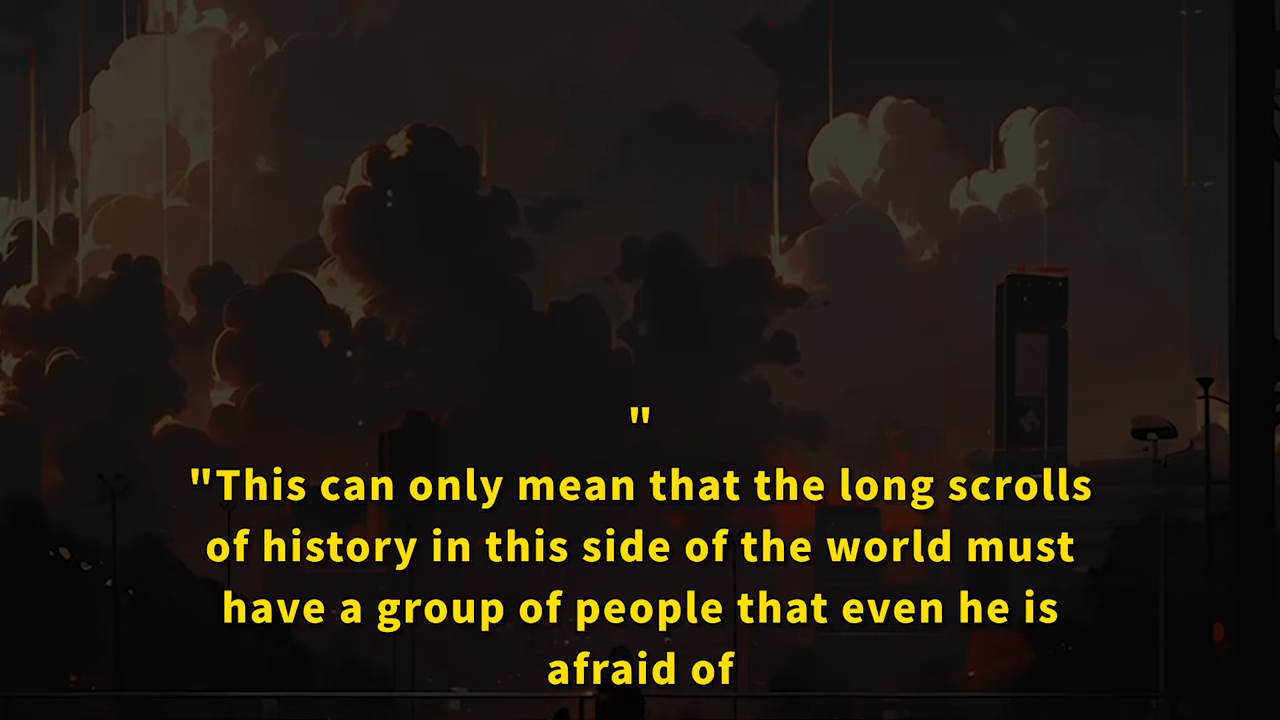 "
"This can only mean that the long scrolls
of history in this side of the world must
have a group of people that even he is
afraid of